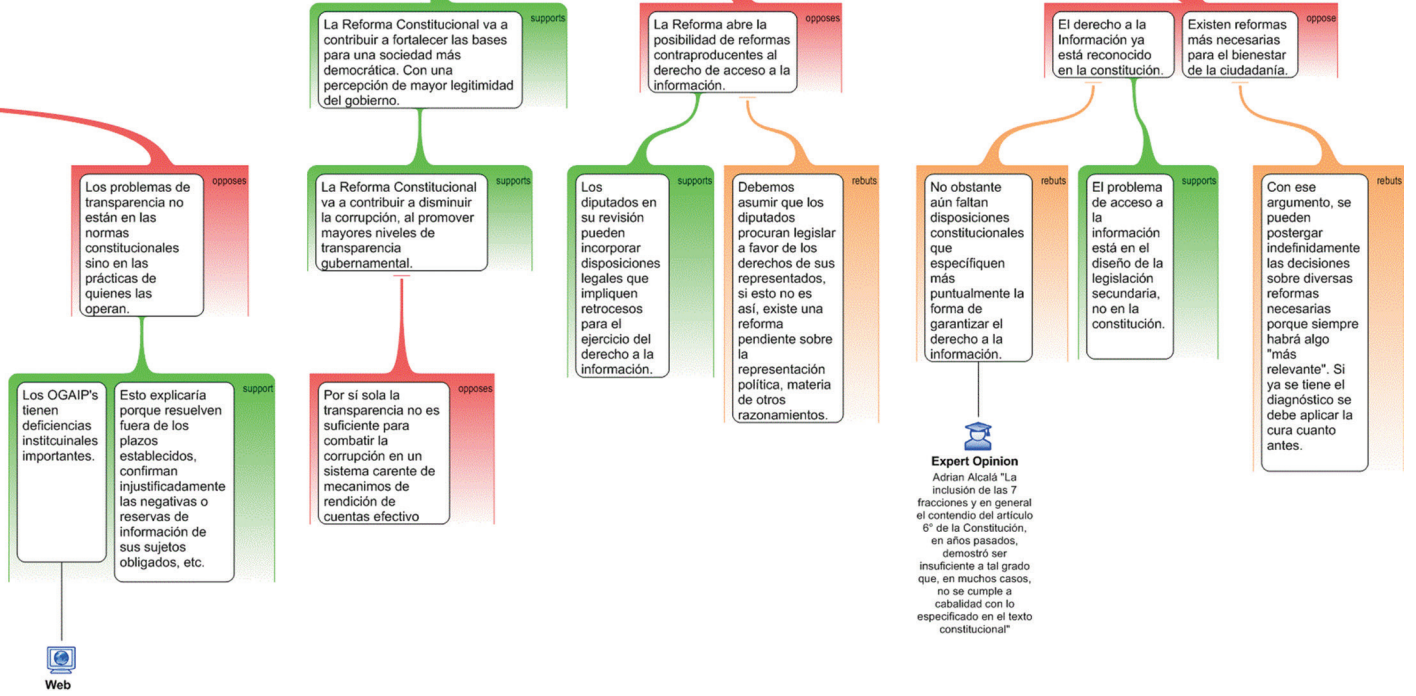 La Reforma Constitucional va a
contribuir a fortalecer las bases
para una sociedad más
democrática. Con una
percepción de mayor legitimidad
del gobierno.
supports
La Reforma abre la
posibilidad de reformas
contraproducentes al
derecho de acceso a la
información.
opposes
El derecho a la
Información ya
está reconocido
en la constitución.
Existen reformas
más necesarias
para el bienestar
de la ciudadanía.
oppose
Los problemas de
transparencia no
están en las
normas
constitucionales
sino en las
prácticas de
quienes las
operan.
opposes
La Reforma Constitucional
va a contribuir a disminuir
la corrupción, al promover
mayores niveles de
transparencia
gubernamental.
supports
Los
diputados en
su revisión
pueden
incorporar
disposiciones
legales que
impliquen
retrocesos
para el
ejercicio del
derecho a la
información.
supports
Debemos
asumir que los
diputados
procuran legislar
a favor de los
derechos de sus
representados,
si esto no es
así, existe una
reforma
pendiente sobre
la
representación
política, materia
de otros
razonamientos.
rebuts
No obstante
aún faltan
disposiciones
constitucionales
que
específiquen
más
puntualmente la
forma de
garantizar el
derecho a la
información.
rebuts
El problema
de acceso a
la
información
está en el
diseño de la
legislación
secundaria,
no en la
constitución.
supports
Con ese
argumento, se
pueden
postergar
indefinidamente
las decisiones
sobre diversas
reformas
necesarias
porque siempre
habrá algo
"más
relevante". Si
ya se tiene el
diagnóstico se
debe aplicar la
cura cuanto
antes.
rebuts
Los OGAIP's
tienen
deficiencias
institcuinales
importantes.
Esto explicaría
porque resuelven
fuera de los
plazos
establecidos,
confirman
injustificadamente
las negativas o
reservas de
información de
sus sujetos
obligados, etc.
support
Por sí sola la
transparencia no es
suficiente para
combatir la
corrupción en un
sistema carente de
mecanimos de
rendición de
cuentas efectivo
opposes
Expert Opinion
Adrian Alcalá "La
inclusión de las 7
fracciones y en general
el contendio del artículo
6° de la Constitución,
en años pasados,
demostró ser
insuficiente a tal grado
que, en muchos casos,
no se cumple a
cabalidad con lo
especificado en el texto
constitucional"
Web